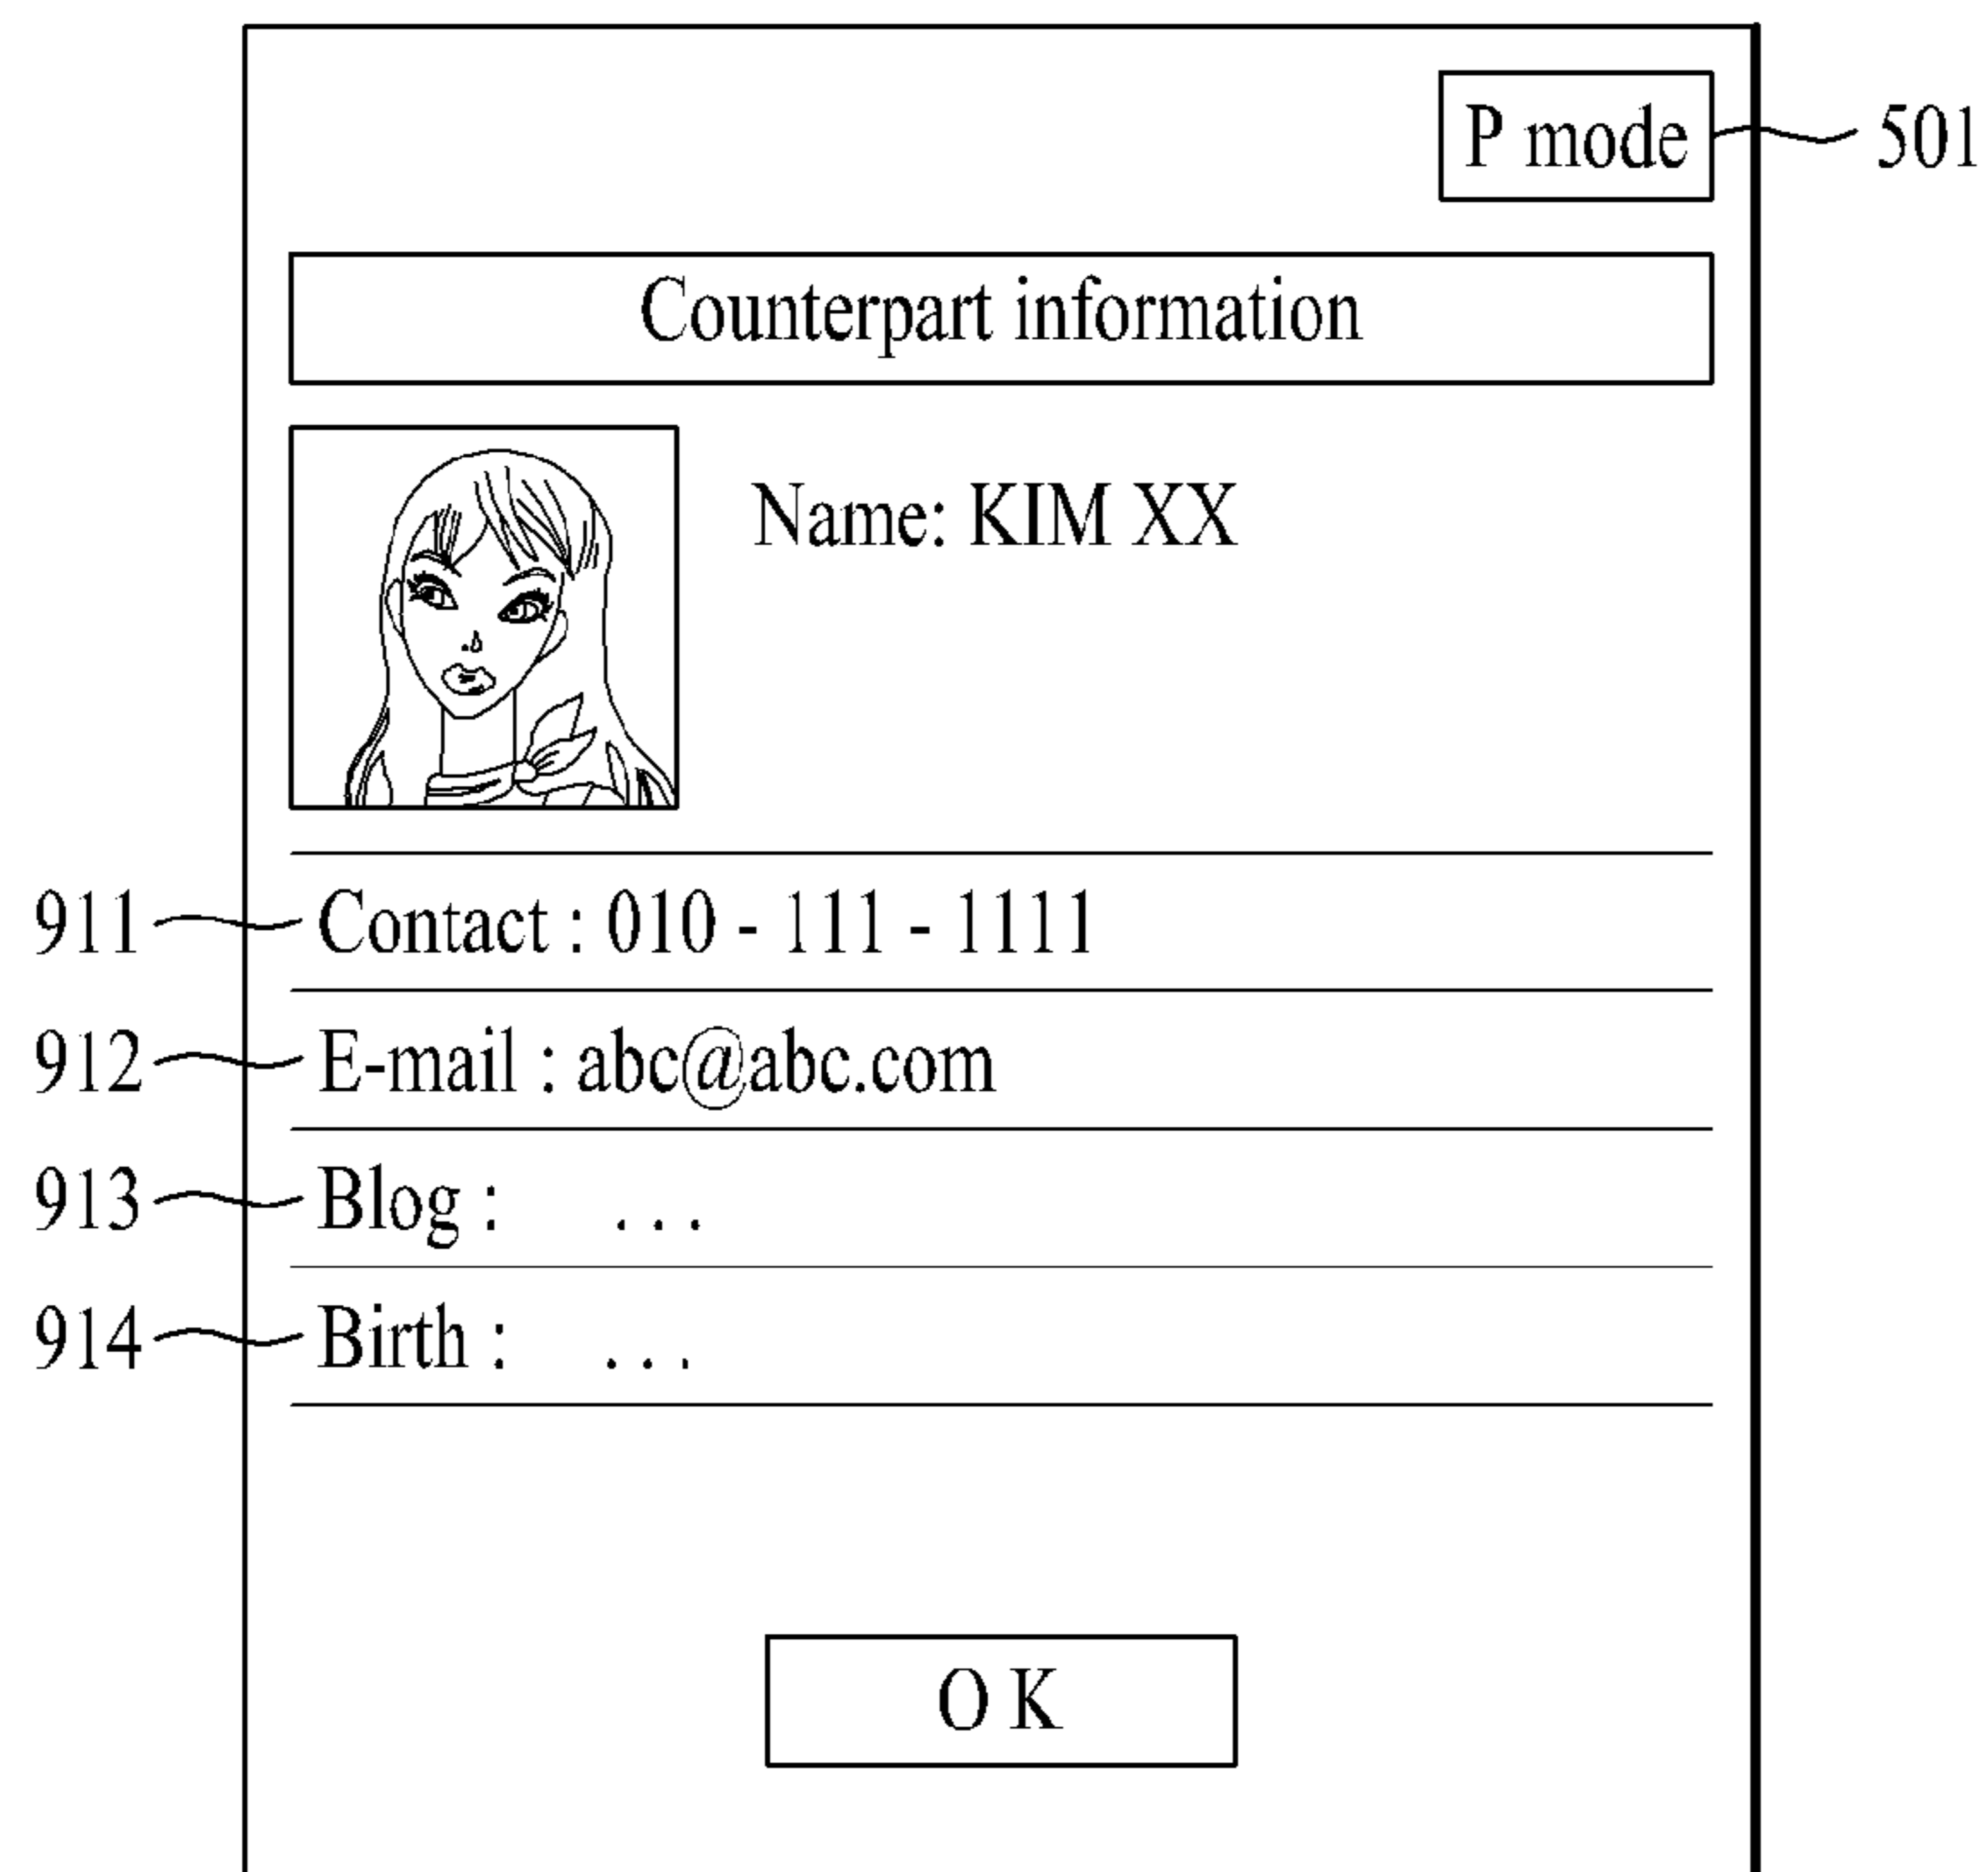 P mode 501
Counterpart information
Name: KIM XX
911 Contact : 010 - 111 - 1111
912 E-mail : abc@abc.com
913 Blog : ...
914 Birth : ...
O K